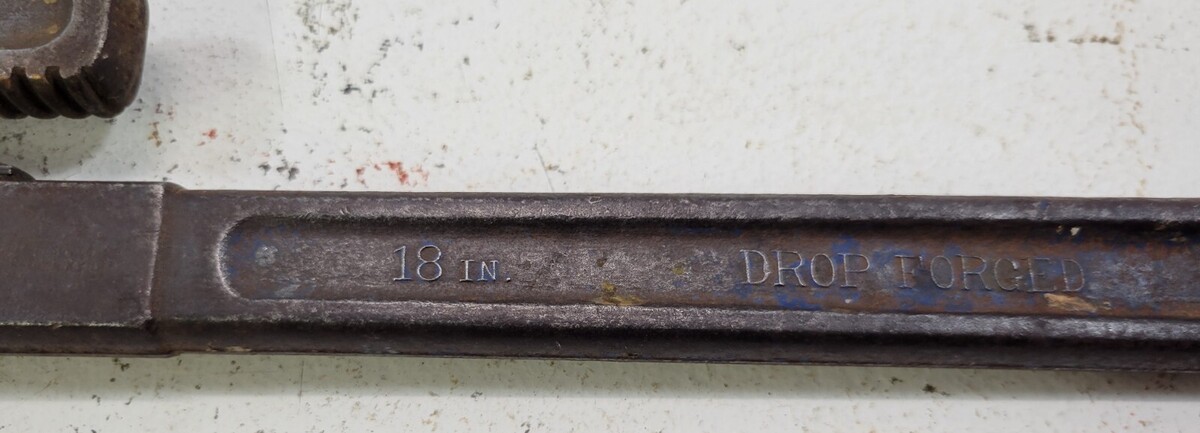 18 IN. DROP FORGED